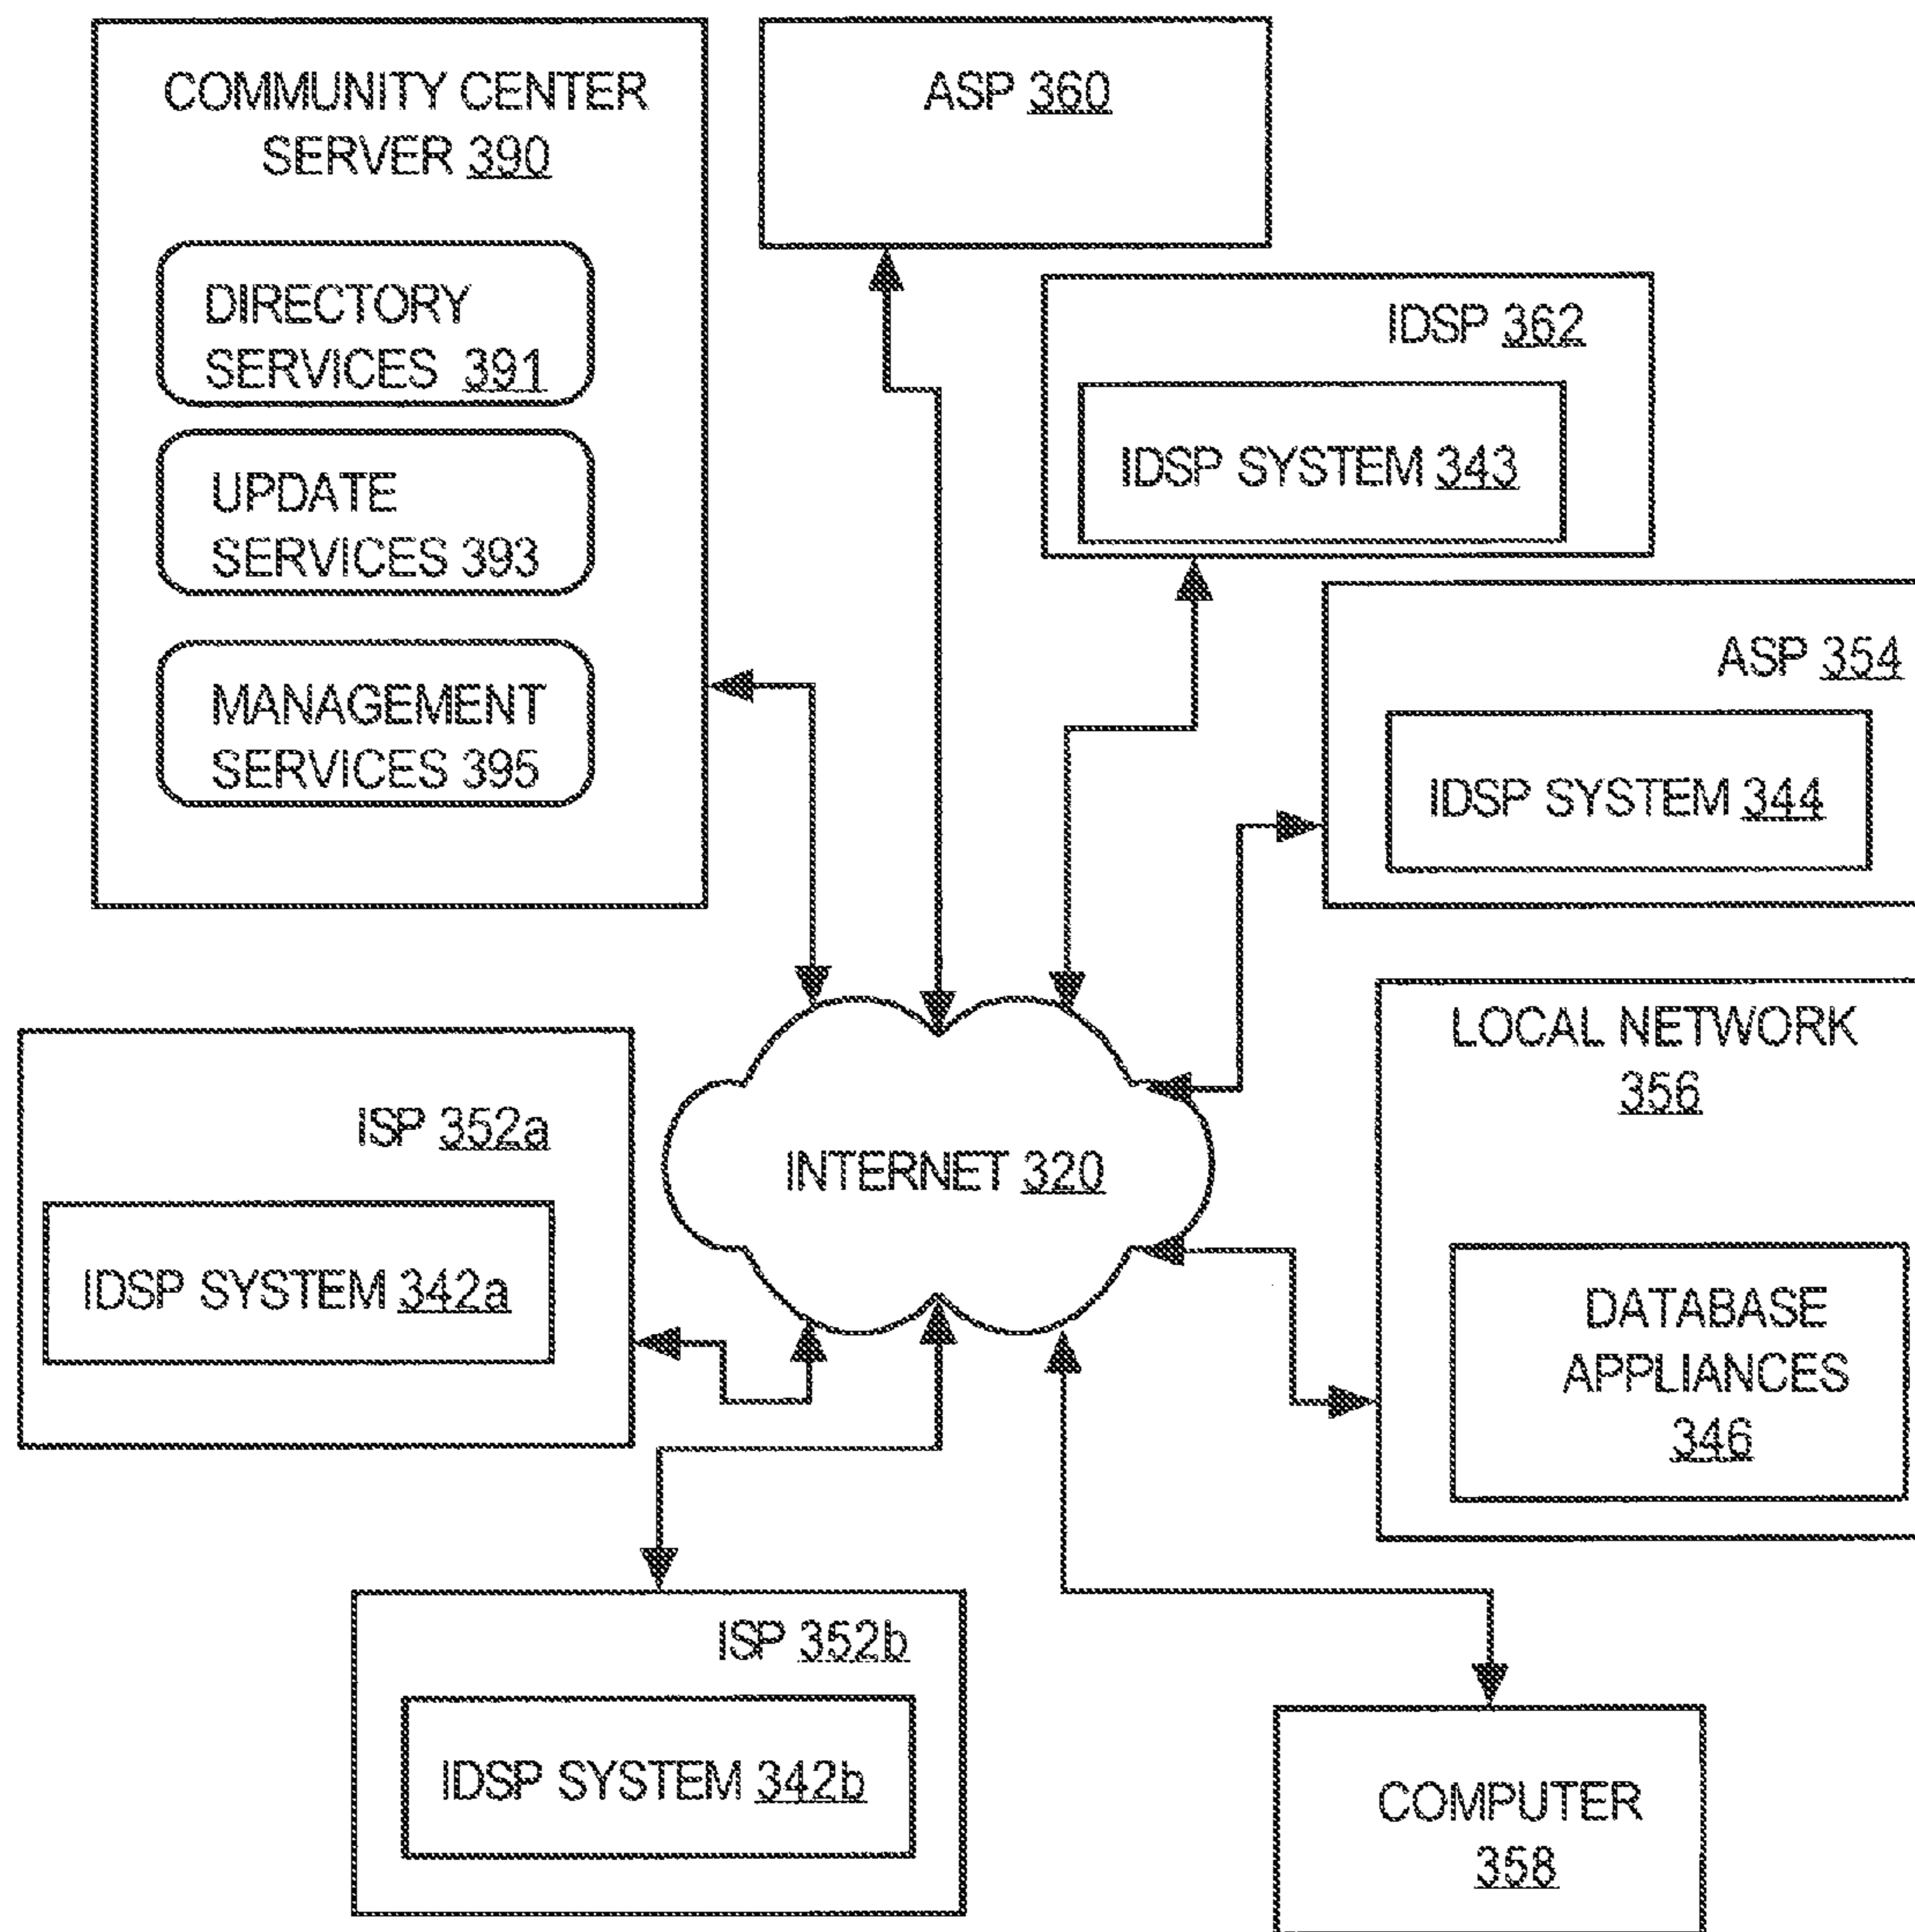 COMMUNITY CENTER
SERVER 390
DIRECTORY
SERVICES 391
UPDATE
SERVICES 393
MANAGEMENT
SERVICES 395
ASP 360
IDSP 362
IDSP SYSTEM 343
ASP 354
IDSP SYSTEM 344
LOCAL NETWORK
356
DATABASE
APPLIANCES
346
INTERNET 320
ISP 352a
IDSP SYSTEM 342a
ISP 352b
IDSP SYSTEM 342b
COMPUTER
358